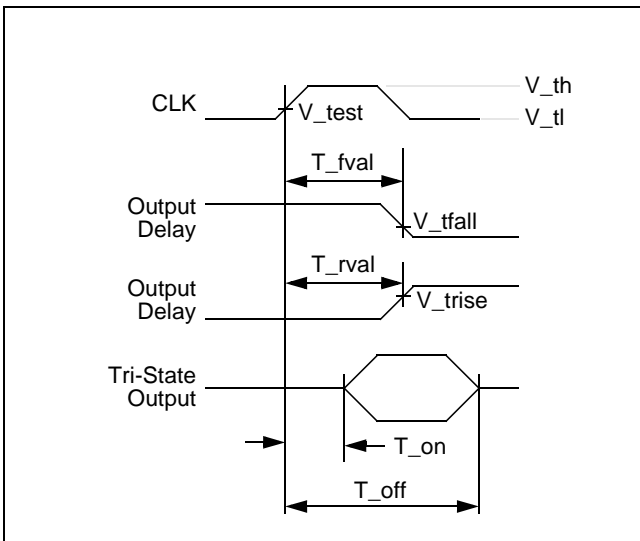 V_th
CLK
V_test
V_tl
T_fval
Output
Delay
V_tfall
T_rval
Output
Delay
V_trise
Tri-State
Output
T_on
T_off